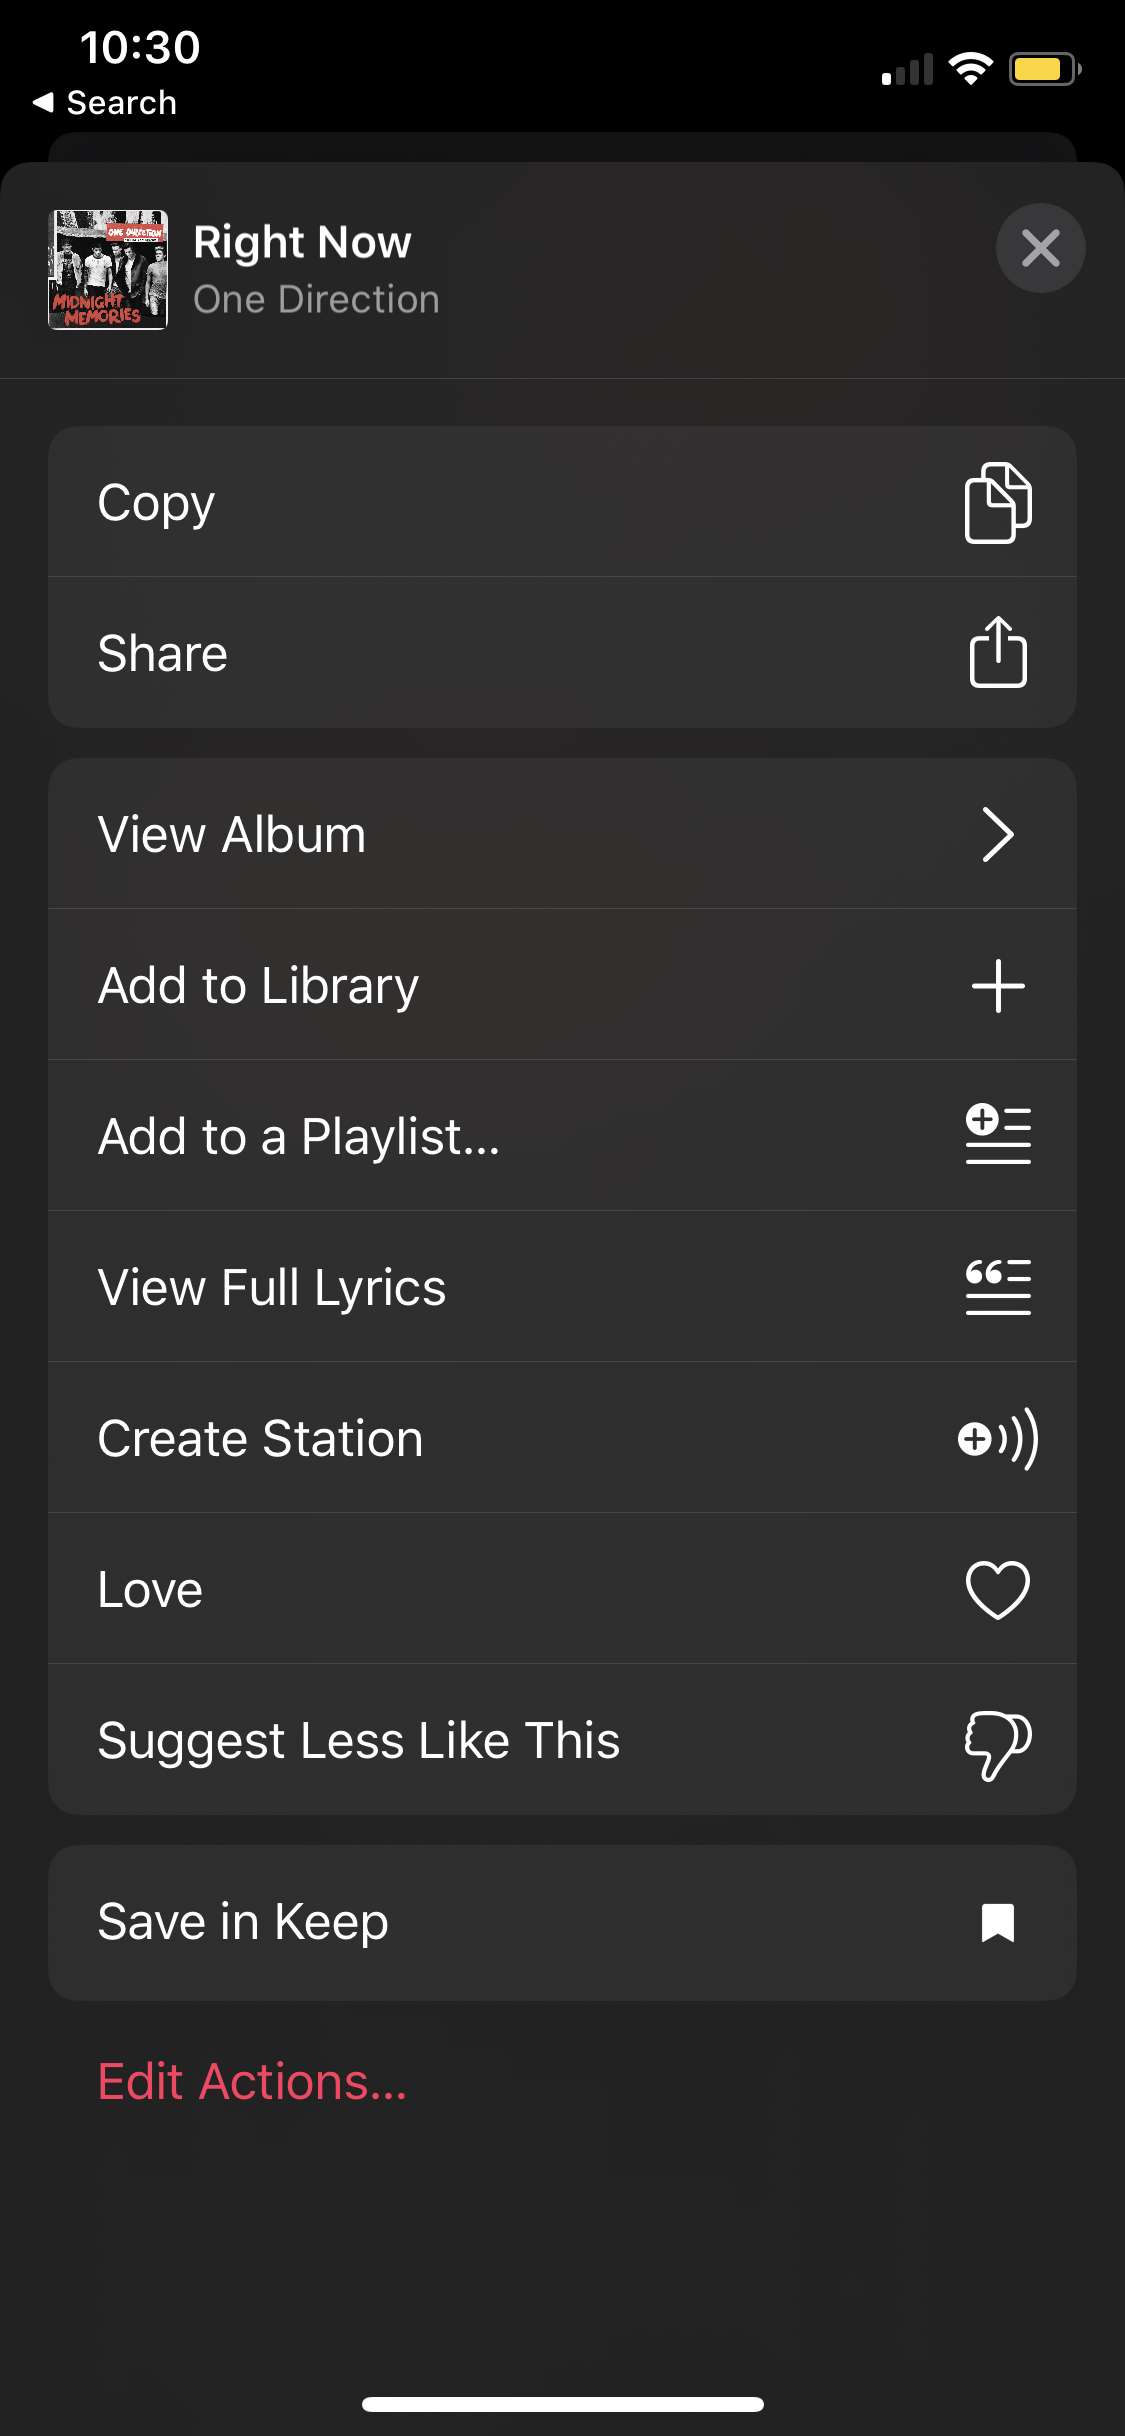 10:30
Search
ONE DIRECTION
MIDNIGHT
MEMORIES
Right Now
One Direction
Copy
Share
View Album
Add to Library
Add to a Playlist...
View Full Lyrics
Create Station
Love
Suggest Less Like This
Save in Keep
Edit Actions...